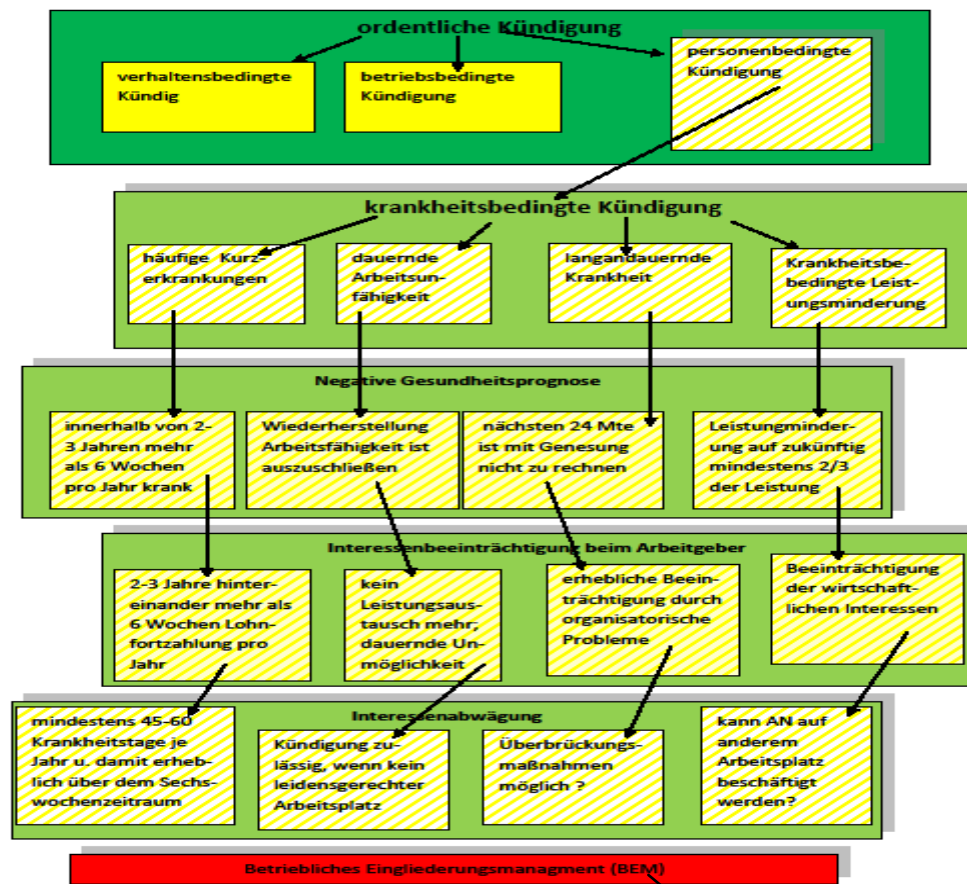 ordentliche Kündigung
verhaltensbedingte
Kündig
betriebsbedingte
Kündigung
personenbedingte
Kündigung
krankheitsbedingte Kündigung
häufige Kurz-
erkrankungen
dauernde
Arbeitsun-
fähigkeit
langandauernde
Krankheit
Krankheitsbe-
bedingte Leist-
ungsminderung
Negative Gesundheitsprognose
innerhalb von 2-
3 Jahren mehr
als 6 Wochen
pro Jahr krank
Wiederherstellung
Arbeitsfähigkeit ist
auszuschließen
nächsten 24 Mte
ist mit Genesung
nicht zu rechnen
Leistungminder-
ung auf zukünftig
mindestens 2/3
der Leistung
Interessenbeeinträchtigung beim Arbeitgeber
2-3 Jahre hinter-
einander mehr als
6 Wochen Lohn-
fortzahlung pro
Jahr
kein
Leistungsaus-
tausch mehr;
dauernde Un-
möglichkeit
erhebliche Beein-
trächtigung durch
organisatorische
Probleme
Beeinträchtigung
der wirtschaft-
lichen Interessen
Interessenabwägung
mindestens 45-60
Krankheitstage je
Jahr u. damit erheb-
lich über dem Sechs-
wochenzeitraum
Kündigung zu-
lässig, wenn kein
leidensgerechter
Arbeitsplatz
Überbrückungs-
maßnahmen
möglich ?
kann AN auf
anderem
Arbeitsplatz
beschäftigt
werden?
Betriebliches Eingliederungsmanagment (BEM)